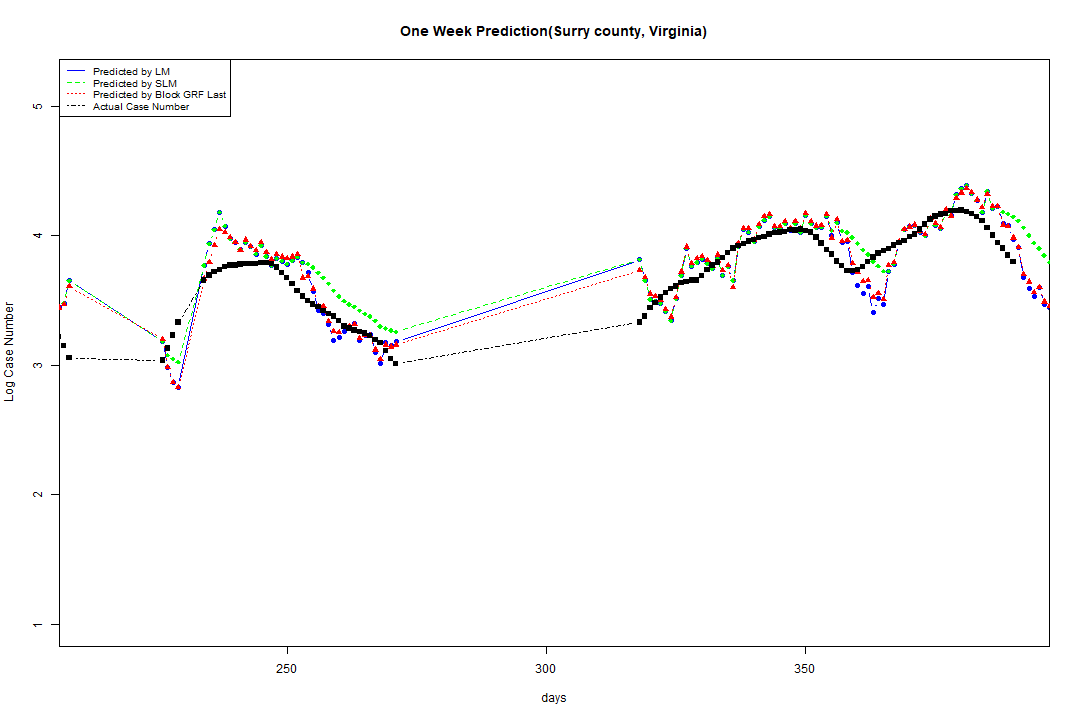 One Week Prediction(Surry county, Virginia)
Predicted by LM
Predicted by SLM
Predicted by Block GRF Last
Actual Case Number
5
4
3
2
1
Log Case Number
250
300
350
days